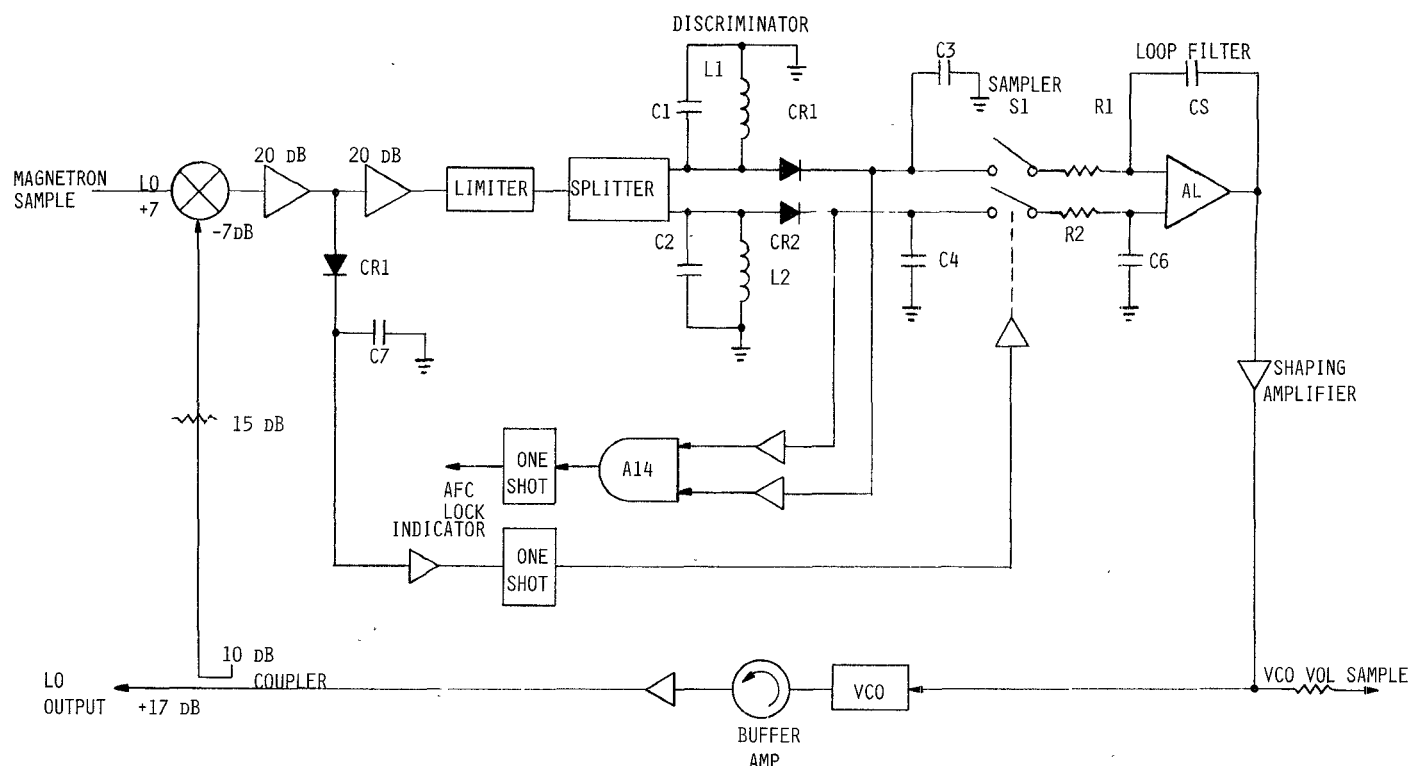 DISCRIMINATOR
C3
LOOP FILTER
L1
SAMPLER
S1
R1
CS
C1
CR1
20 DB
20 DB
MAGNETRON
SAMPLE
LO
+7
-7DB
LIMITER
SPLITTER
AL
C2
CR2
L2
R2
C4
C6
CR1
C7
SHAPING
AMPLIFIER
15 DB
ONE
SHOT
A14
AFC
LOCK
INDICATOR
ONE
SHOT
10 DB
COUPLER
LO
OUTPUT
+17 DB
VCO
VCO VOL SAMPLE
BUFFER
AMP